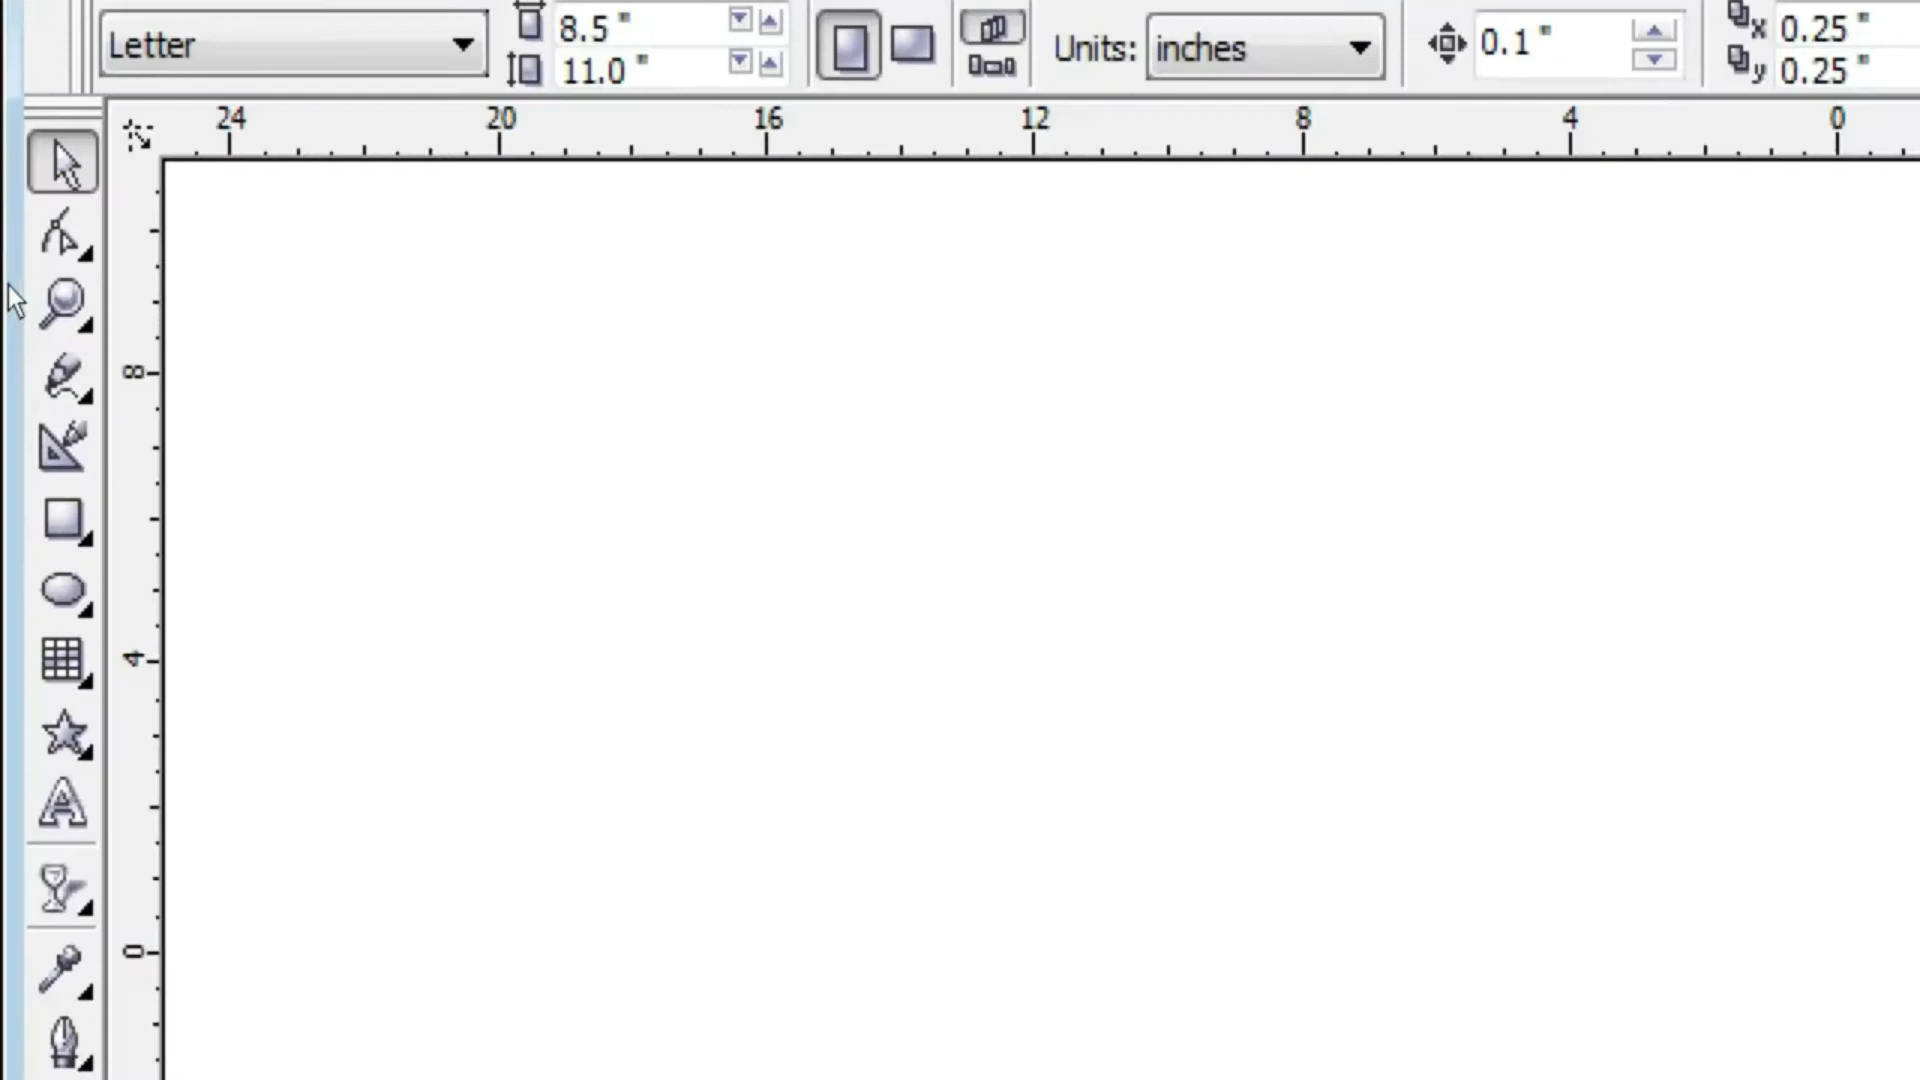 Letter
8.5 "
11.0 "
Units: inches
0.1 "
x 0.25 "
y 0.25 "
24 20 16 12 8 4 0
8
4
0